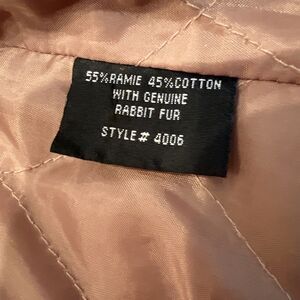 55%RAMIE 45%COTTON
WITH GENUINE
RABBIT FUR
STYLE# 4006